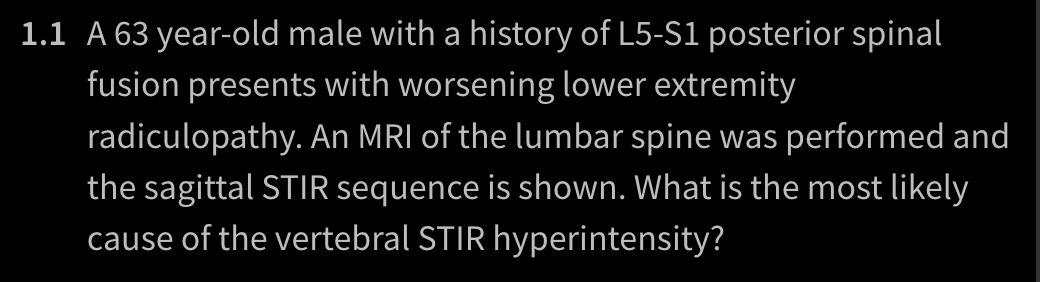 1.1 A 63 year-old male with a history of L5-S1 posterior spinal
fusion presents with worsening lower extremity
radiculopathy. An MRI of the lumbar spine was performed and
the sagittal STIR sequence is shown. What is the most likely
cause of the vertebral STIR hyperintensity?